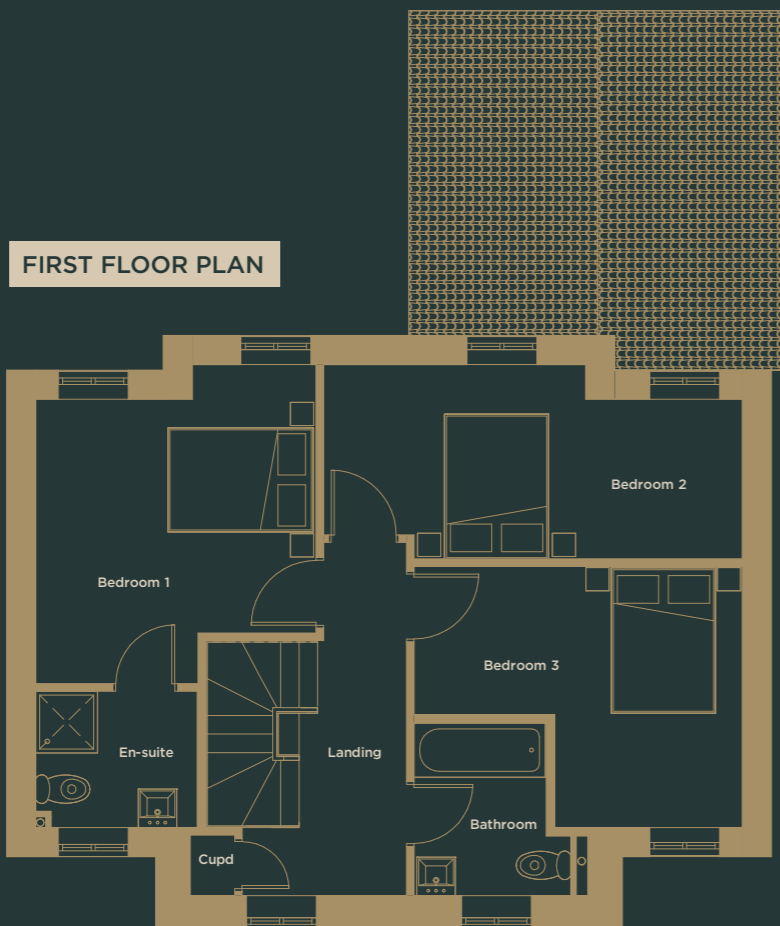 FIRST FLOOR PLAN
Bedroom 2
Bedroom 1
Bedroom 3
En-suite
Landing
Bathroom
Cupd